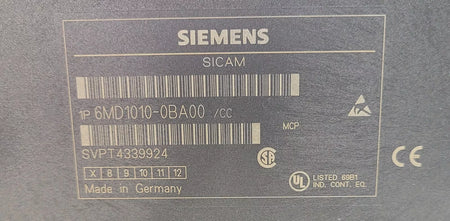 SIEMENS
SICAM
1P 6MD1010-0BA00 /CC
MCP
SVPT4339924
X 8 9 10 11 12
Made in Germany
UL LISTED 69B1
IND. CONT. EQ.
CE